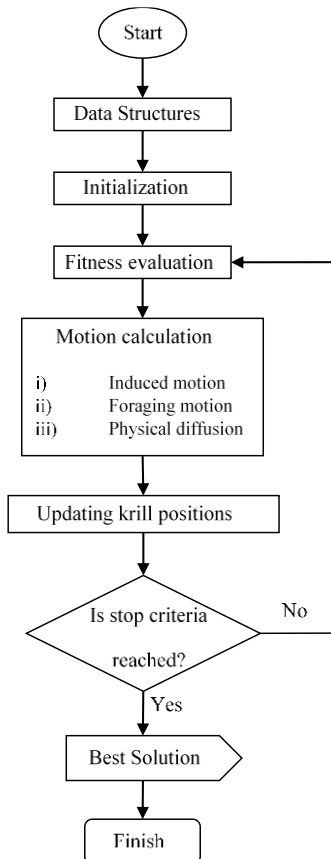 Start
Data Structures
Initialization
Fitness evaluation
Motion calculation
i) Induced motion
ii) Foraging motion
iii) Physical diffusion
Updating krill positions
Is stop criteria
No
reached?
Yes
Best Solution
Finish